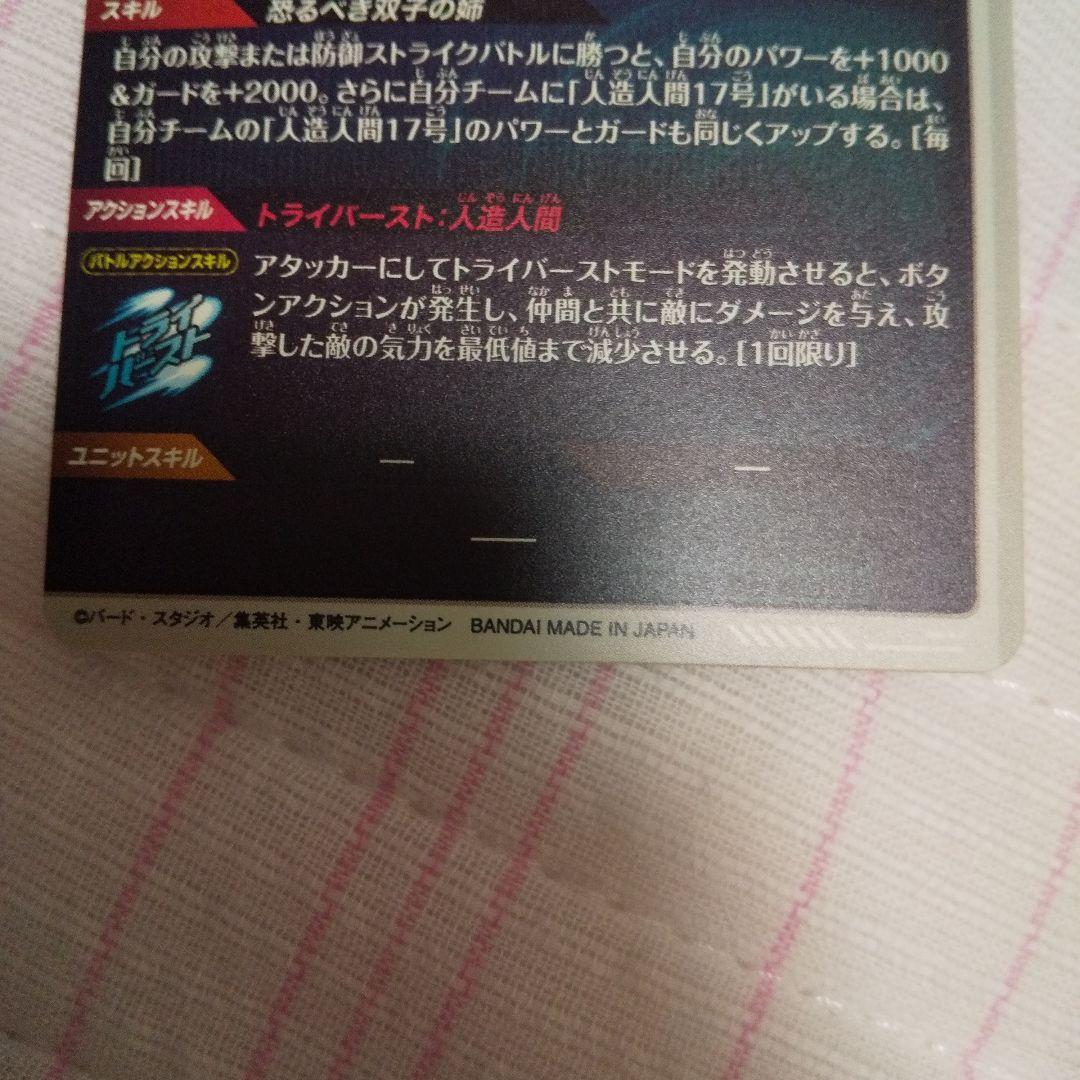 スキル 恐るべき双子の姉
自分の攻撃または防御ストライクバトルに勝つと、自分のパワーを+1000
&ガードを+2000。さらに自分チームに「人造人間17号」がいる場合は、
自分チームの「人造人間17号」のパワーとガードも同じくアップする。[毎
回]
アクションスキル トライバースト:人造人間
バトルアクションスキル
トライ
バースト
アタッカーにしてトライバーストモードを発動させると、ボタ
ンアクションが発生し、仲間と共に敵にダメージを与え、攻
撃した敵の気力を最低値まで減少させる。[1回限り]
ユニットスキル — —
—
©バード・スタジオ/集英社・東映アニメーション BANDAI MADE IN JAPAN